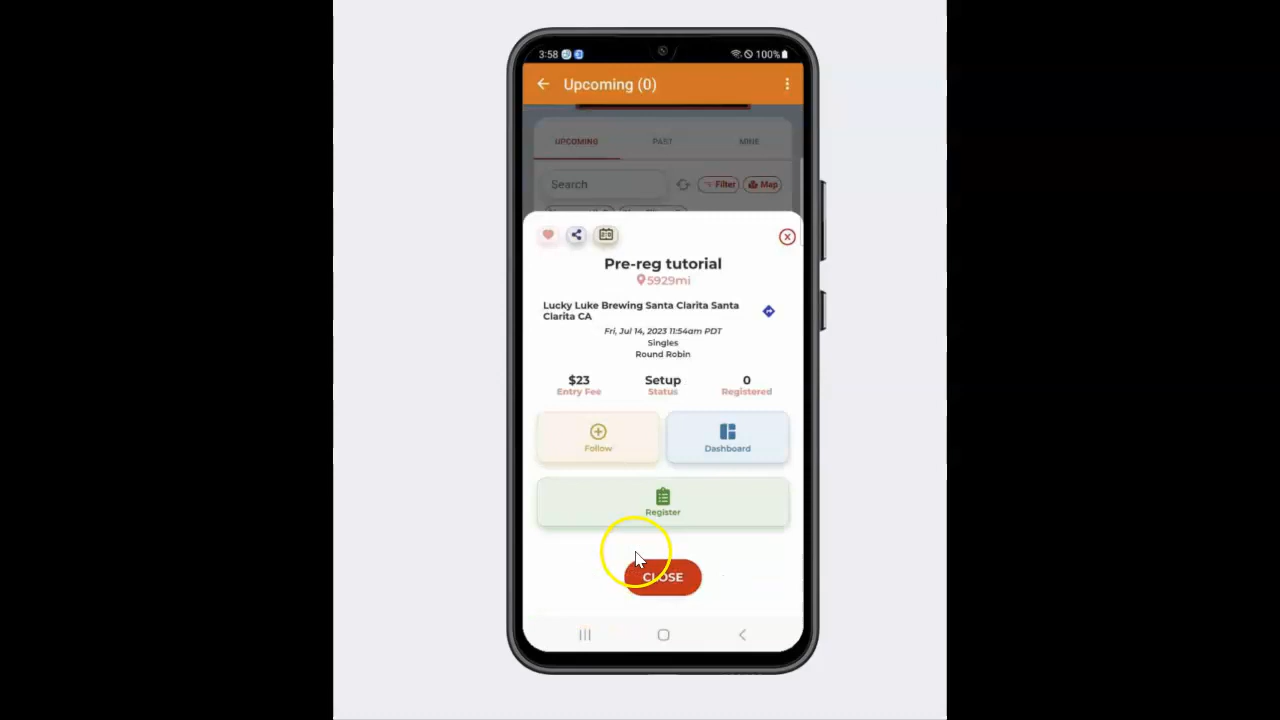 3:58
100%
Upcoming (0)
UPCOMING
PAST
MINE
Search
Filter
Map
Pre-reg tutorial
5929mi
Lucky Luke Brewing Santa Clarita Santa
Clarita CA
Fri, Jul 14, 2023 11:54am PDT
Singles
Round Robin
$23
Setup
0
Entry Fee
Status
Registered
Follow
Dashboard
Register
CLOSE